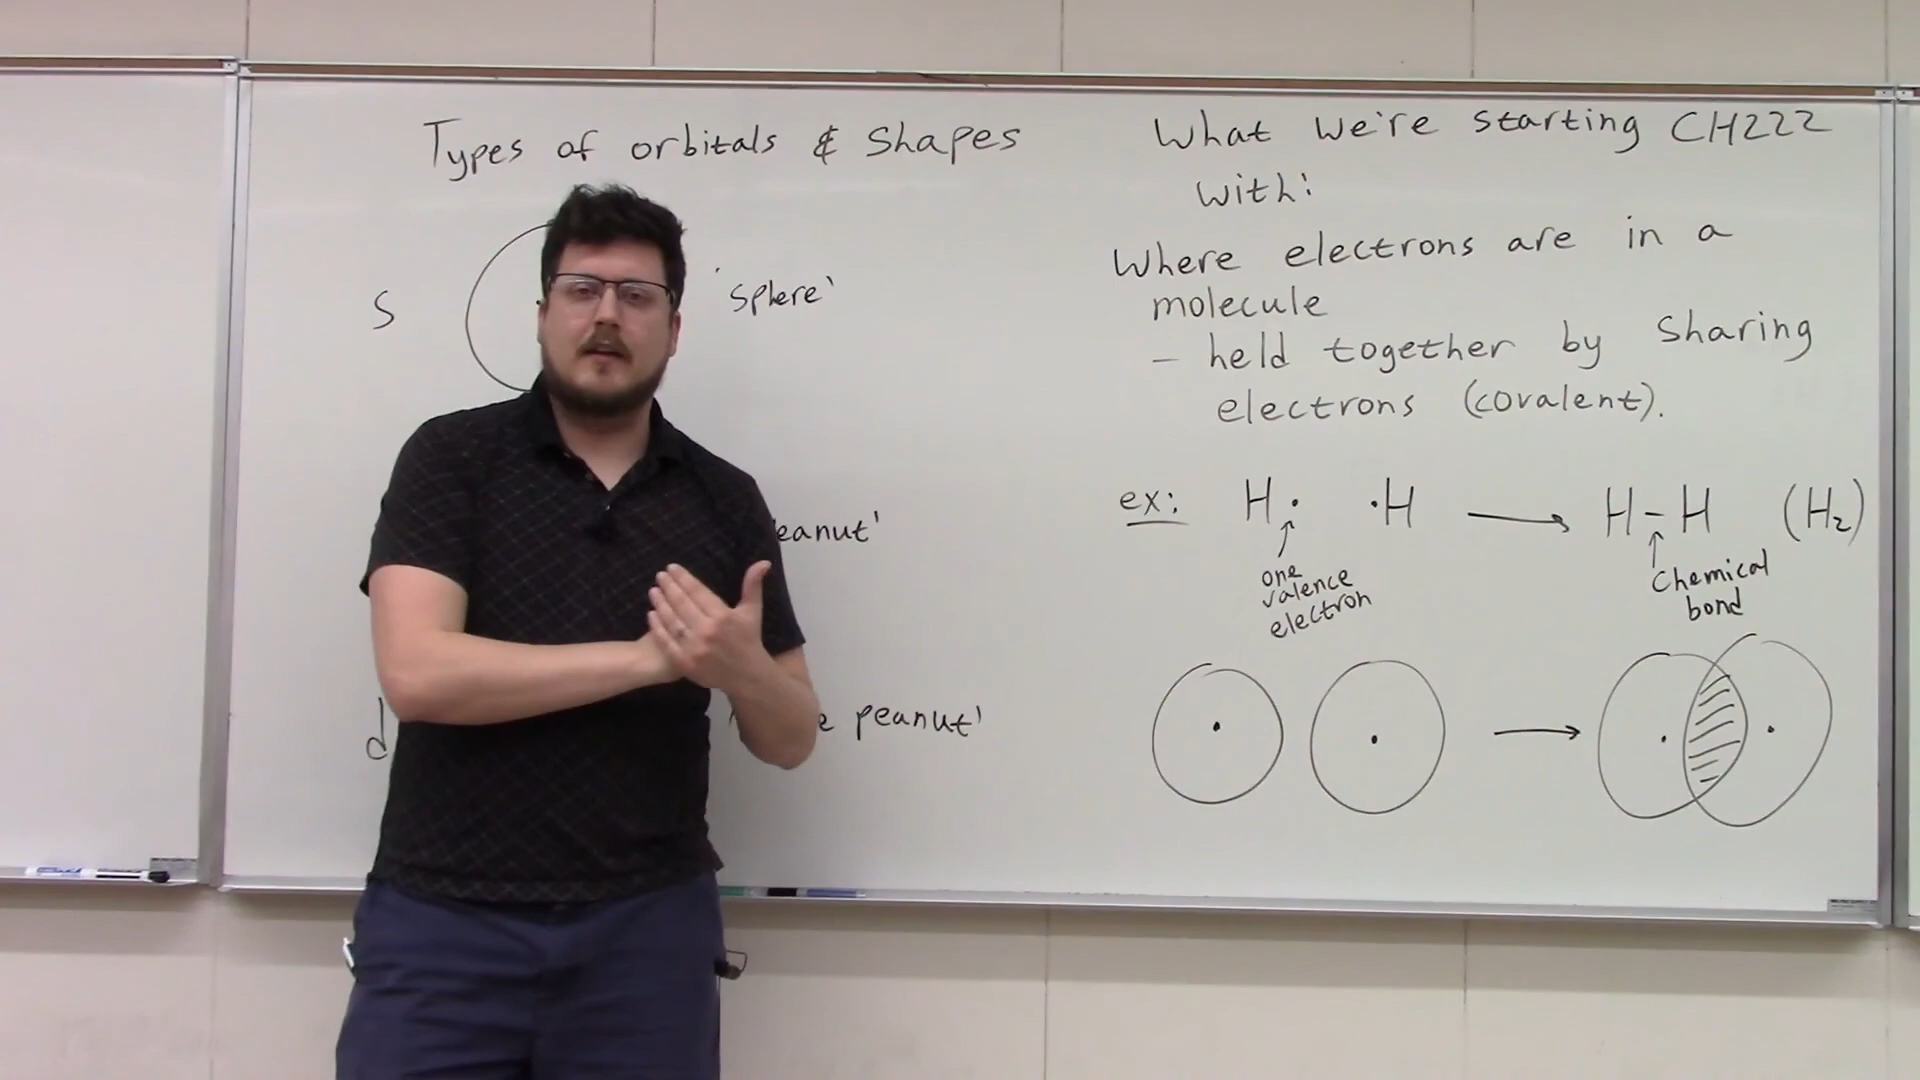 Types of orbitals & Shapes
S
'sphere'
eanut'
d
e peanut'
What we're starting CH222
with:
Where electrons are in a
molecule
- held together by sharing
electrons (covalent).
ex: H· ·H → H-H (H₂)
↑
one
valence
electron
↑
Chemical
bond